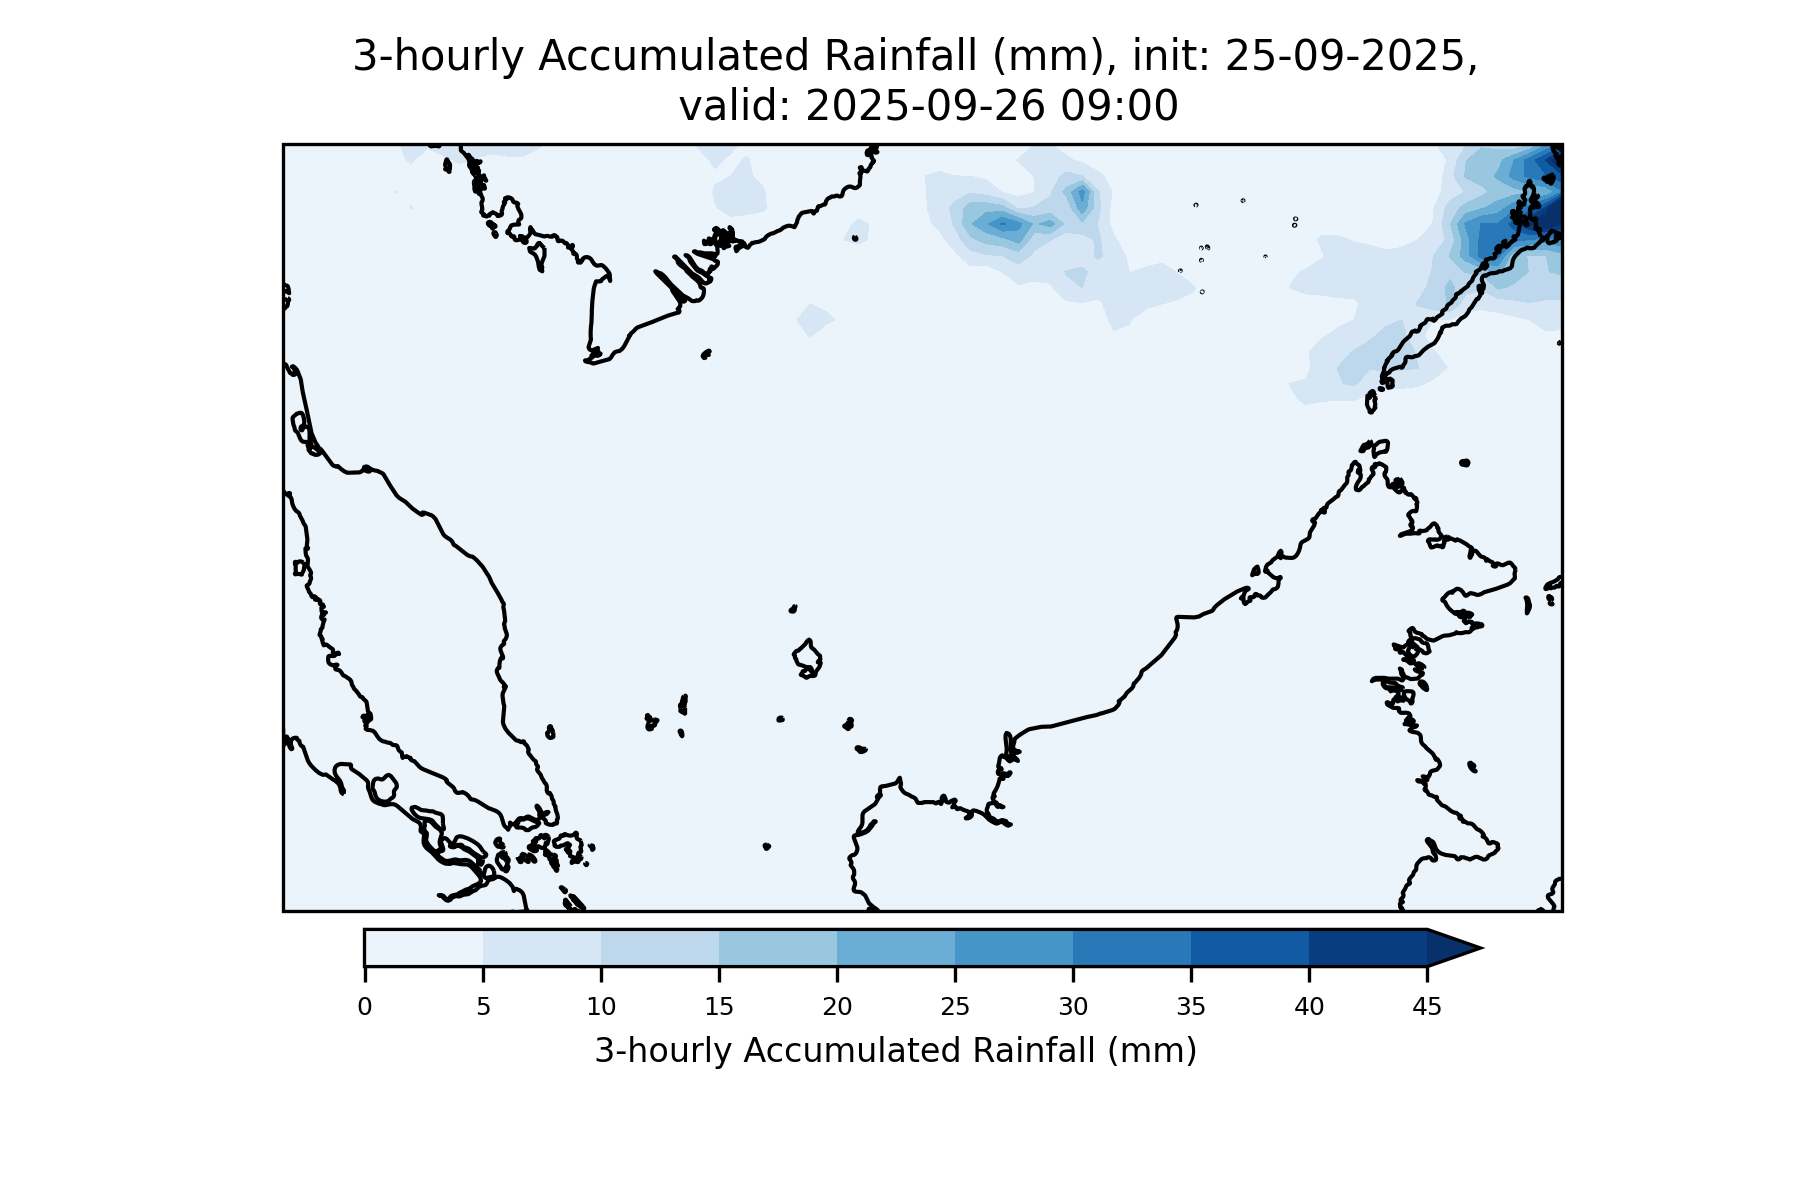 3-hourly Accumulated Rainfall (mm), init: 25-09-2025,
valid: 2025-09-26 09:00
0 5 10 15 20 25 30 35 40 45
3-hourly Accumulated Rainfall (mm)